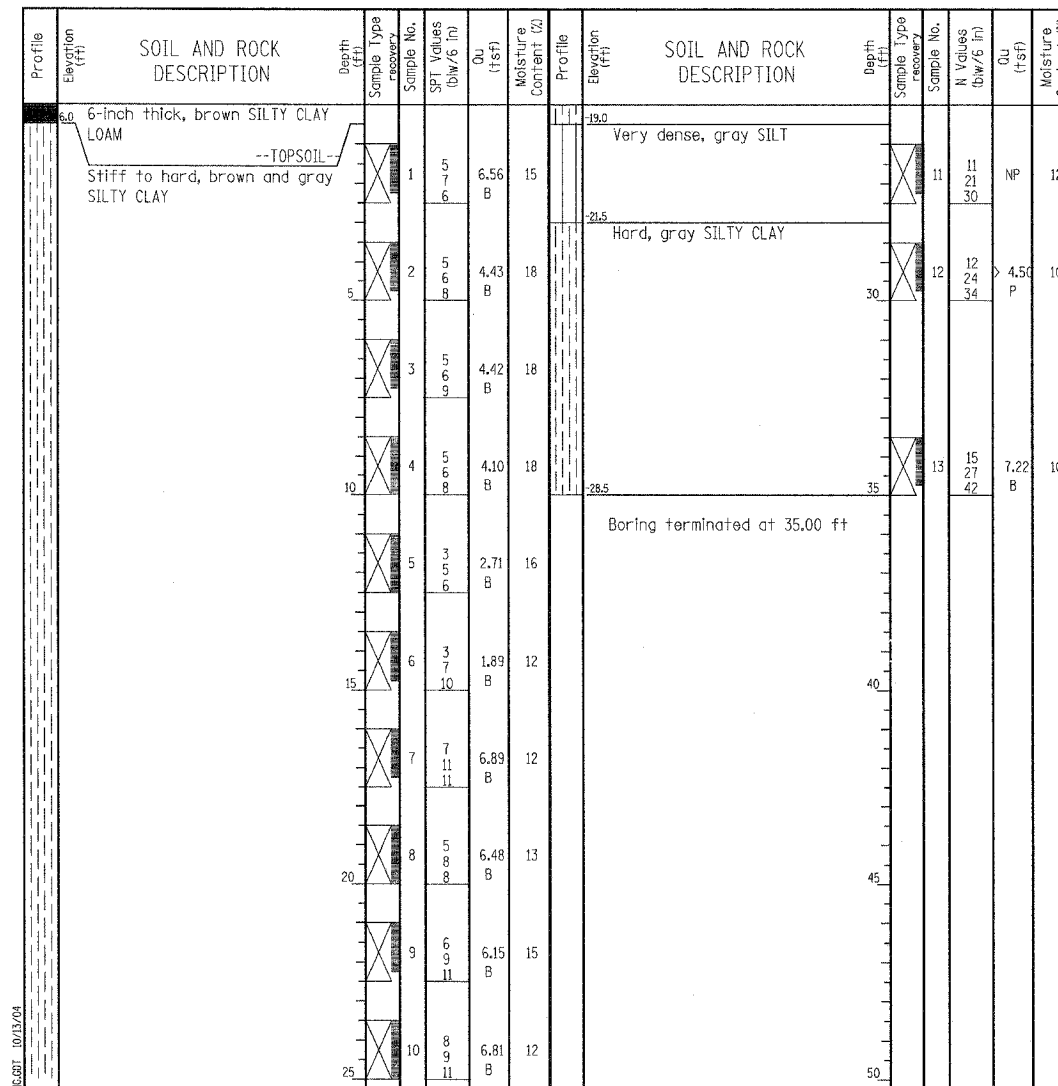 Profile
Elevation (ft)
SOIL AND ROCK
DESCRIPTION
Depth (ft)
Sample Type
recovery
Sample No.
SPT Values
(blw/6 in)
Qu
(tsf)
Moisture
Content (%)
Profile
Elevation (ft)
SOIL AND ROCK
DESCRIPTION
Depth (ft)
Sample Type
recovery
Sample No.
N Values
(blw/6 in)
Qu
(tsf)
Moisture
6.0 6-inch thick, brown SILTY CLAY
LOAM
--TOPSOIL--
Stiff to hard, brown and gray
SILTY CLAY
1 5 7 6 6.56 B 15
2 5 6 8 4.43 B 18
5
3 5 6 9 4.42 B 18
4 5 6 8 4.10 B 18
10
5 3 5 6 2.71 B 16
6 3 7 10 1.89 B 12
15
7 7 11 11 6.89 B 12
8 5 8 8 6.48 B 13
20
9 6 9 11 6.15 B 15
10 8 9 11 6.81 B 12
25
-19.0
Very dense, gray SILT
11 11 21 30 NP 12
-21.5
Hard, gray SILTY CLAY
12 12 24 34 > 4.50 P 10
30
13 15 27 42 7.22 B 10
35
-28.5
Boring terminated at 35.00 ft
40
45
50
10/13/04